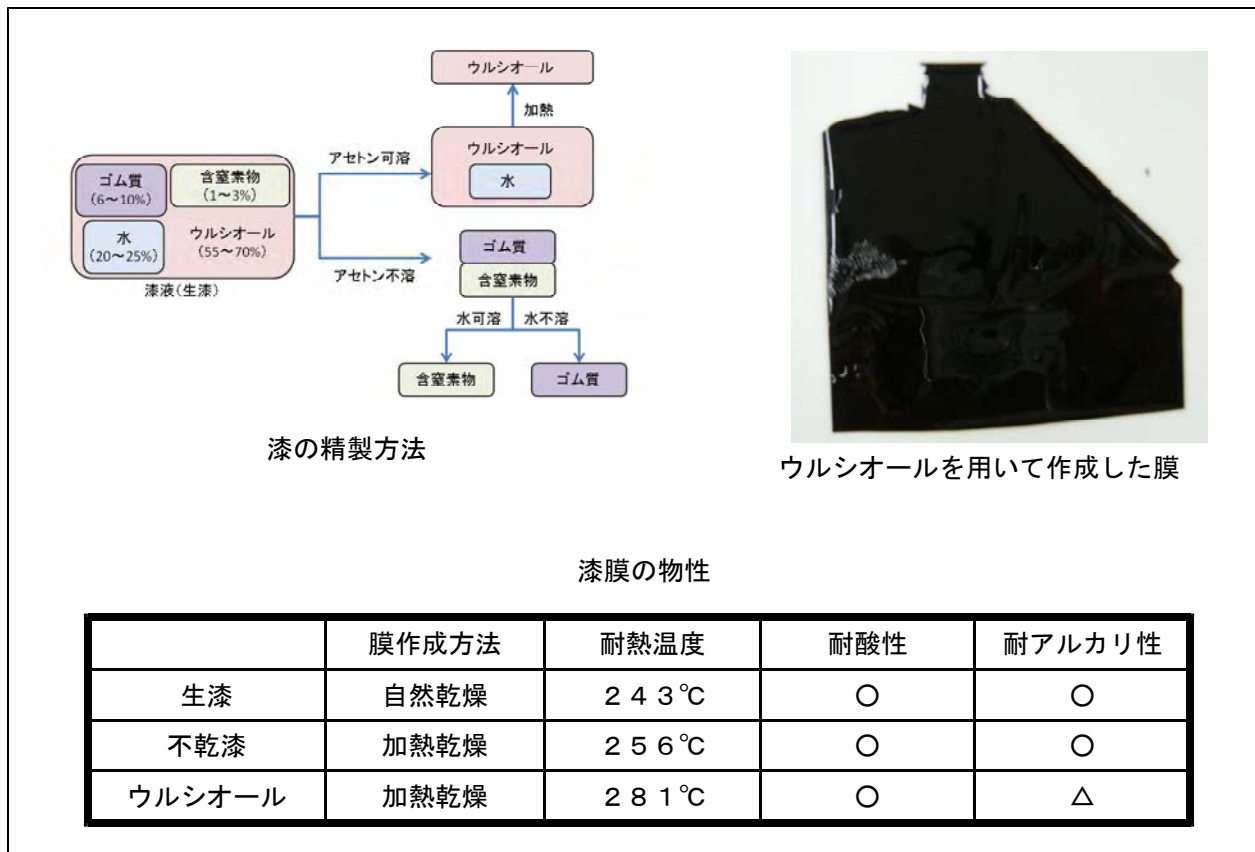 ウルシオール
加熱
ウルシオール
水
アセトン可溶
ゴム質
(6～10%)
含窒素物
(1～3%)
水
(20～25%)
ウルシオール
(55～70%)
漆液(生漆)
アセトン不溶
ゴム質
含窒素物
水可溶 水不溶
含窒素物 ゴム質
漆の精製方法
ウルシオールを用いて作成した膜
漆膜の物性
膜作成方法 耐熱温度 耐酸性 耐アルカリ性
生漆 自然乾燥 ２４３℃ ○ ○
不乾漆 加熱乾燥 ２５６℃ ○ ○
ウルシオール 加熱乾燥 ２８１℃ ○ △